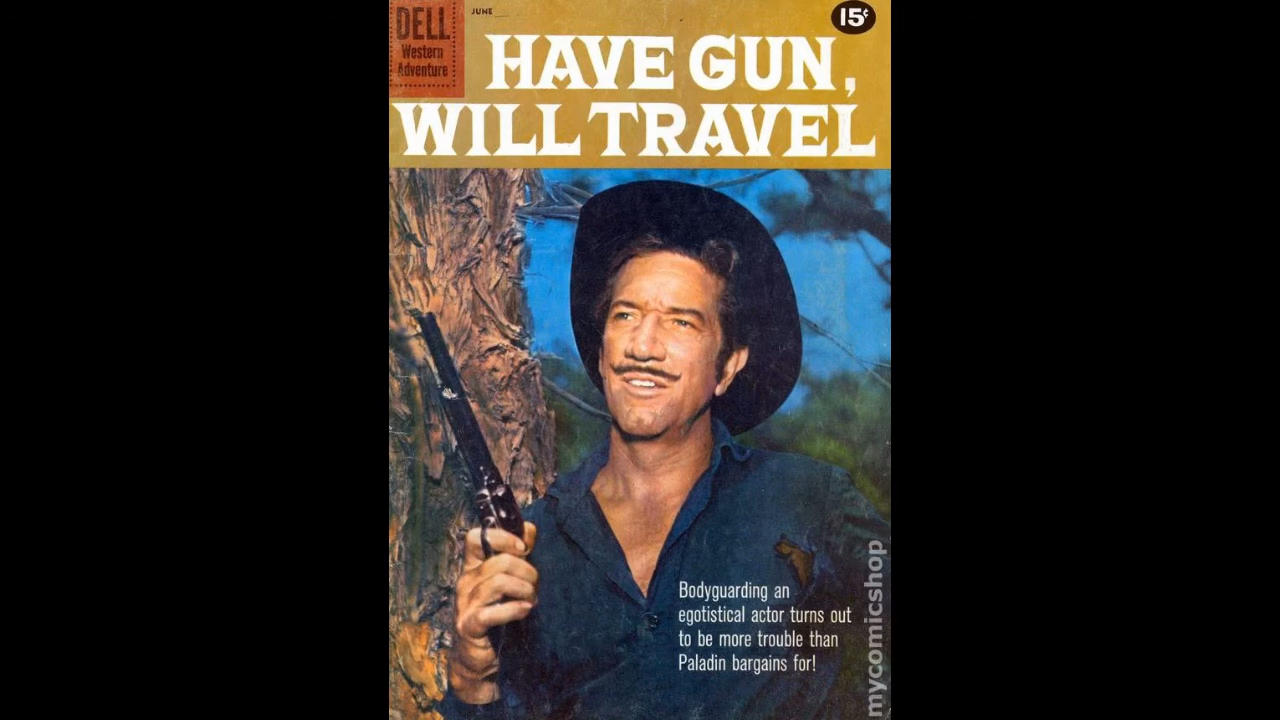 DELL
Western
Adventure
JUNE
15¢
HAVE GUN,
WILL TRAVEL
Bodyguarding an
egotistical actor turns out
to be more trouble than
Paladin bargains for!
mycomicshop